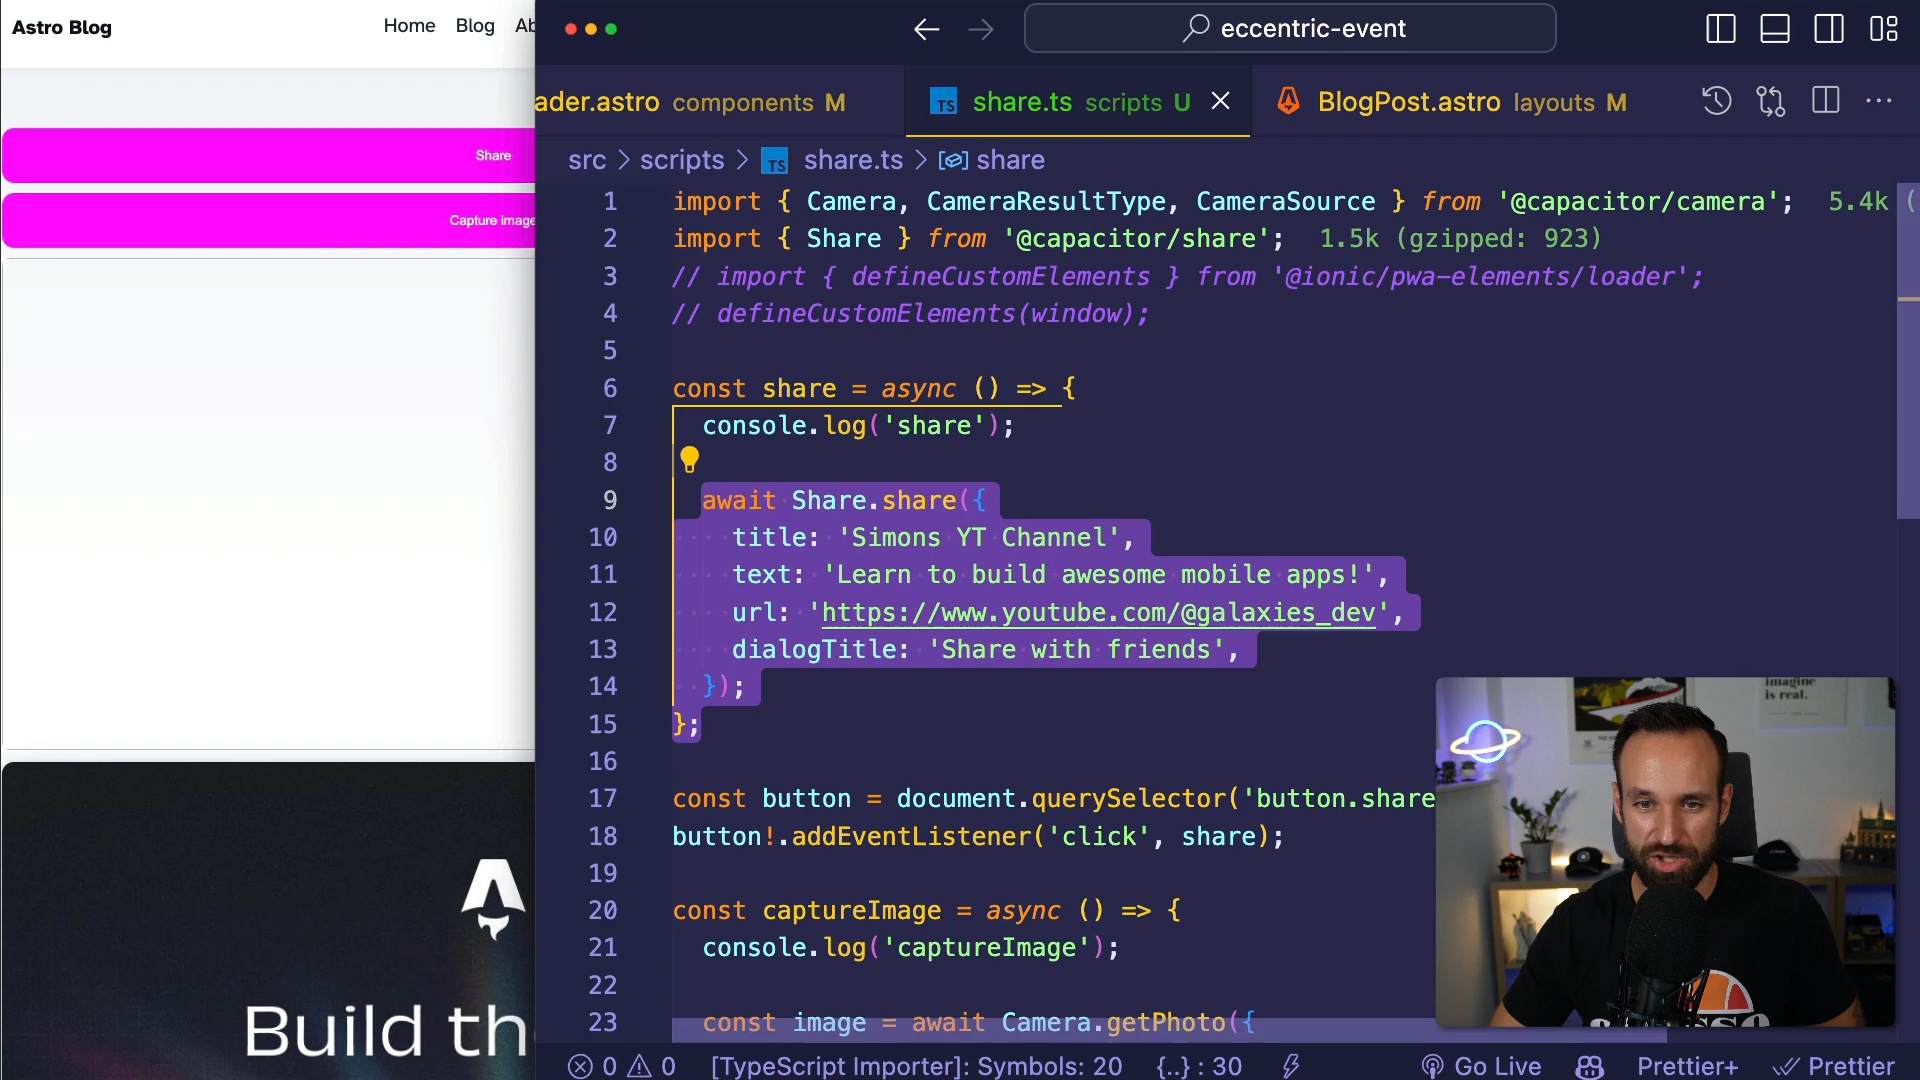 Astro Blog
Home Blog Ab
Share
Capture image
Build th
eccentric-event
ader.astro components M
TS share.ts scripts U
BlogPost.astro layouts M
src > scripts > TS share.ts > share
1 import { Camera, CameraResultType, CameraSource } from '@capacitor/camera'; 5.4k (
2 import { Share } from '@capacitor/share'; 1.5k (gzipped: 923)
3 // import { defineCustomElements } from '@ionic/pwa-elements/loader';
4 // defineCustomElements(window);
5
6 const share = async () => {
7 console.log('share');
8
9 await Share.share({
10 title: 'Simons YT Channel',
11 text: 'Learn to build awesome mobile apps!',
12 url: 'https://www.youtube.com/@galaxies_dev',
13 dialogTitle: 'Share with friends',
14 });
15 };
16
17 const button = document.querySelector('button.share
18 button!.addEventListener('click', share);
19
20 const captureImage = async () => {
21 console.log('captureImage');
22
23 const image = await Camera.getPhoto({
imagine
is real.
0 0 [TypeScript Importer]: Symbols: 20 {..} : 30 Go Live Prettier+ Prettier